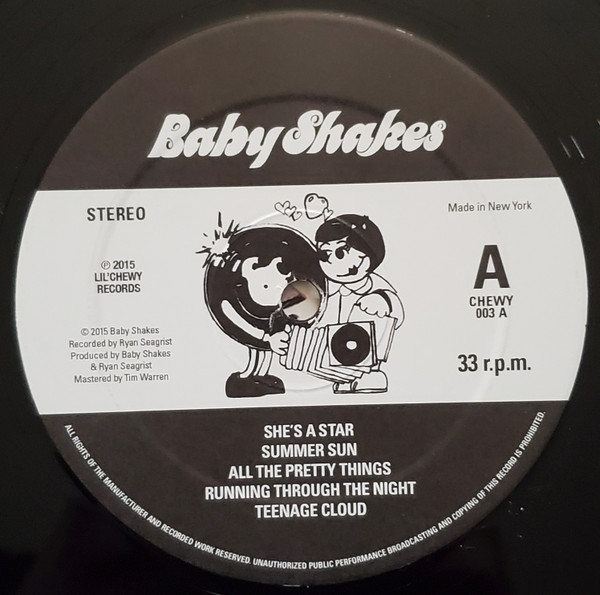 Baby Shakes
STEREO
Made in New York
℗ 2015
LIL'CHEWY
RECORDS
A
CHEWY
003 A
© 2015 Baby Shakes
Recorded by Ryan Seagrist
Produced by Baby Shakes
& Ryan Seagrist
Mastered by Tim Warren
33 r.p.m.
SHE'S A STAR
SUMMER SUN
ALL THE PRETTY THINGS
RUNNING THROUGH THE NIGHT
TEENAGE CLOUD
ALL RIGHTS OF THE MANUFACTURER AND RECORDED WORK RESERVED. UNAUTHORIZED PUBLIC PERFORMANCE BROADCASTING AND COPYING OF THIS RECORD IS PROHIBITED.